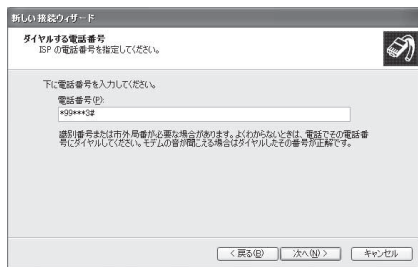 新しい接続ウィザード
ダイヤルする電話番号
ISP の電話番号を指定してください。
下に電話番号を入力してください。
電話番号(P):
*99***3#
識別番号または市外局番が必要な場合があります。よくわからないときは、電話でその電話番
号にダイヤルしてください。モデムの音が聞こえる場合はダイヤルしたその番号が正解です。
< 戻る(B)
次へ(N) >
キャンセル